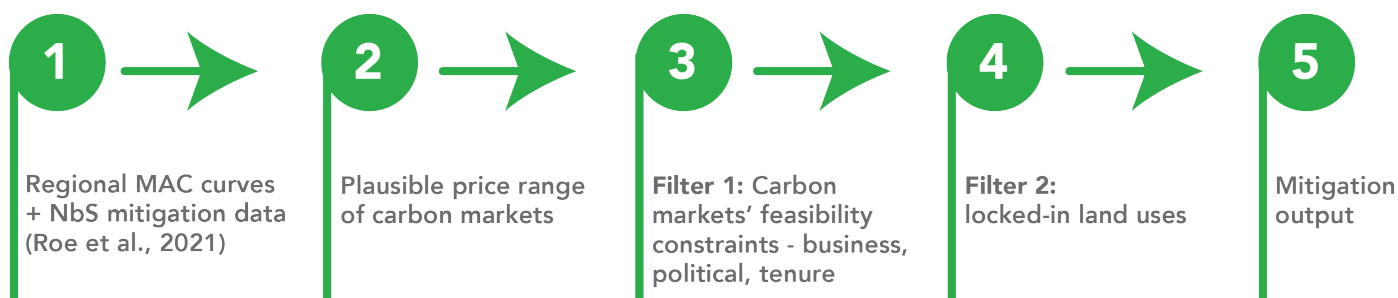 1
Regional MAC curves
+ NbS mitigation data
(Roe et al., 2021)
2
Plausible price range
of carbon markets
3
Filter 1: Carbon
markets’ feasibility
constraints - business,
political, tenure
4
Filter 2:
locked-in land uses
5
Mitigation
output